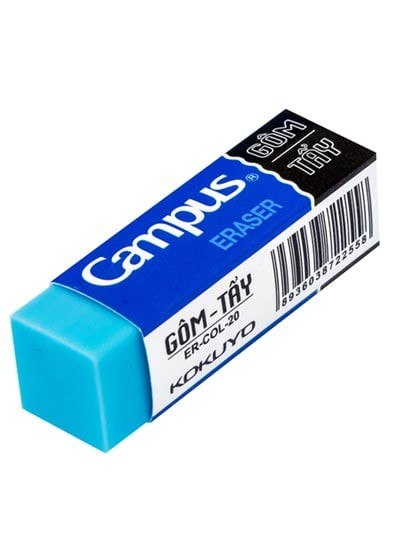 Campus®
ERASER
GÔM
TẨY
GÔM-TẨY
ER-COL-20
KOKUYO
8936038722558